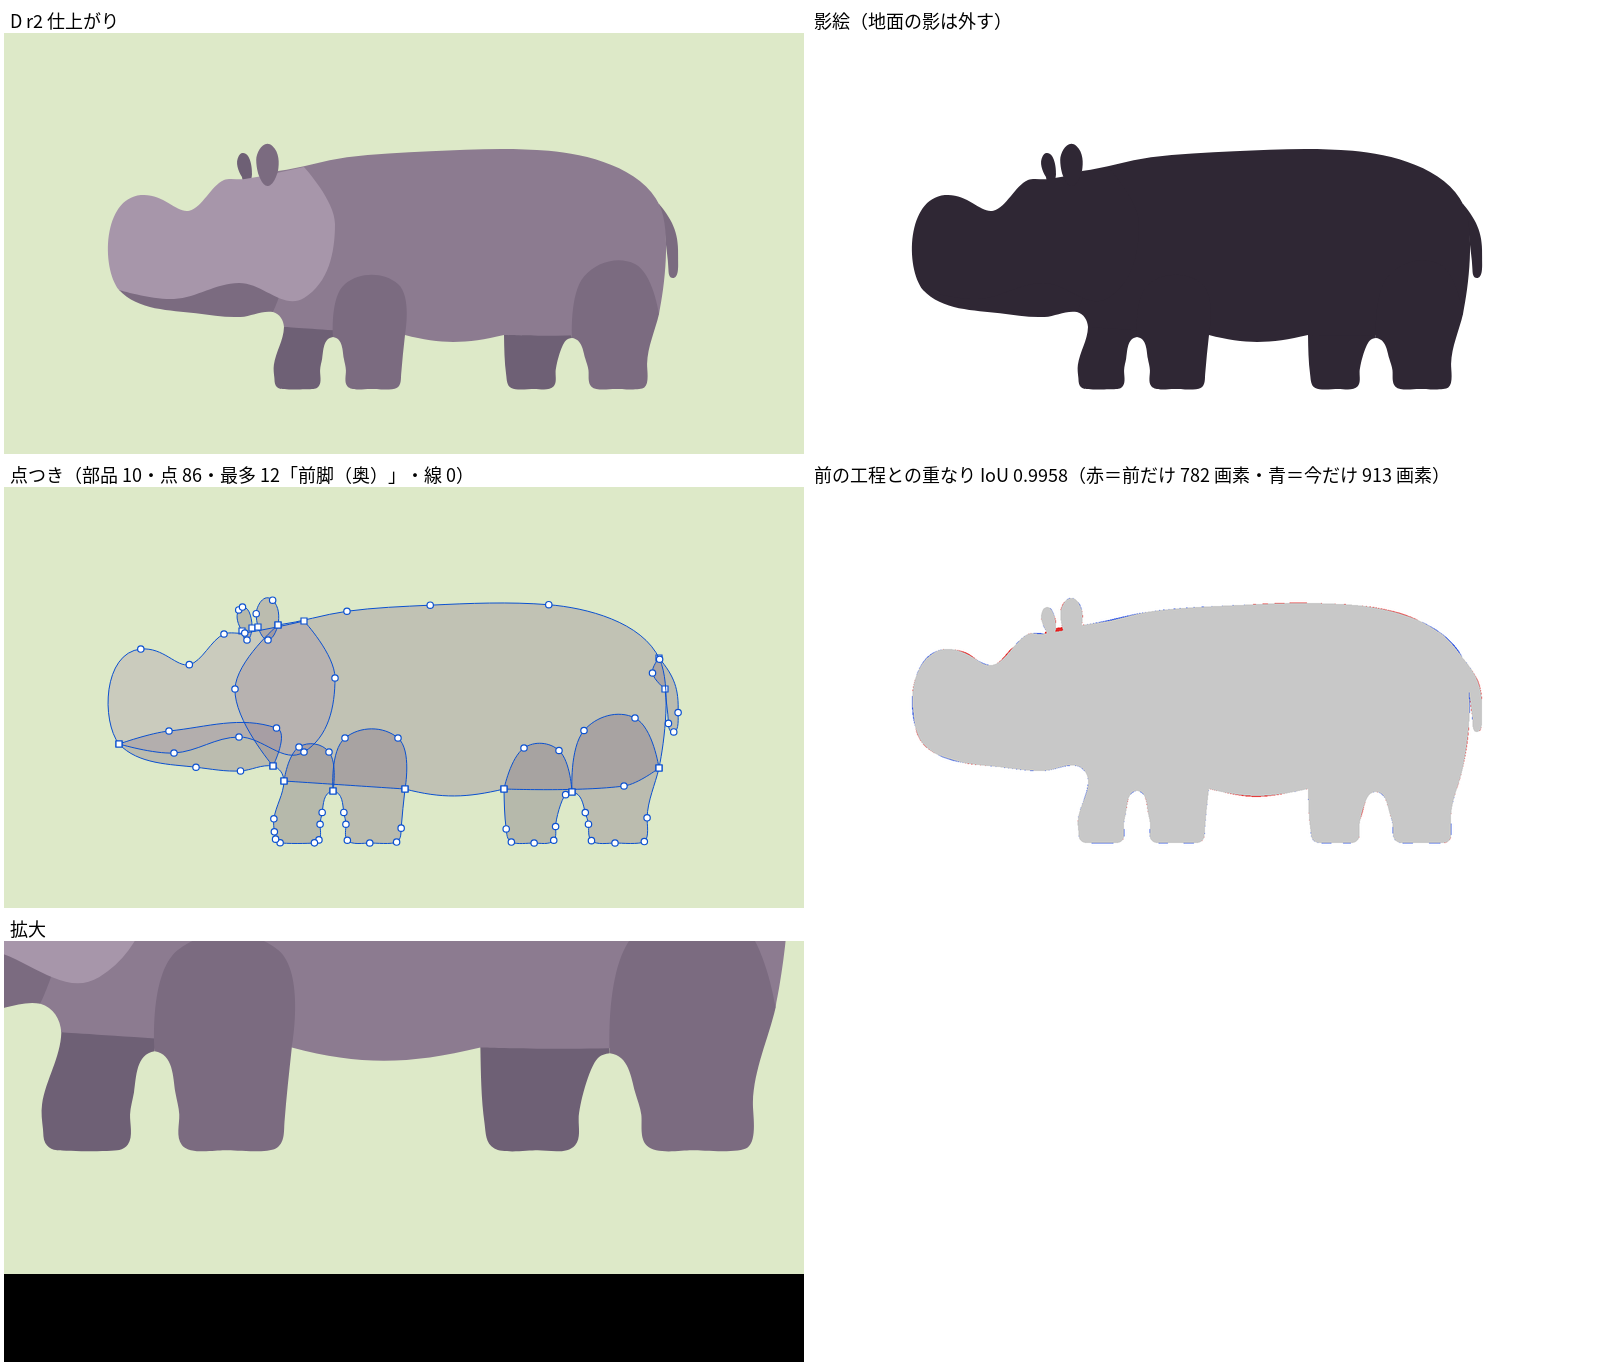 D r2 仕上がり
影絵（地面の影は外す）
点つき（部品 10・点 86・最多 12「前脚（奥）」・線 0）
前の工程との重なり IoU 0.9958（赤＝前だけ 782 画素・青＝今だけ 913 画素）
拡大